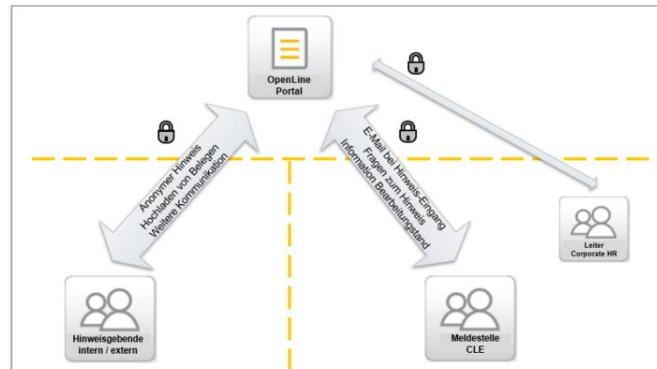 OpenLine
Portal
Anonymer Hinweis
Hochladen von Belegen
Weitere Kommunikation
E-Mail bei Hinweis-Eingang
Fragen zum Hinweis
Information Bearbeitungstand
Leiter
Corporate HR
Hinweisgebende
intern / extern
Meldestelle
CLE